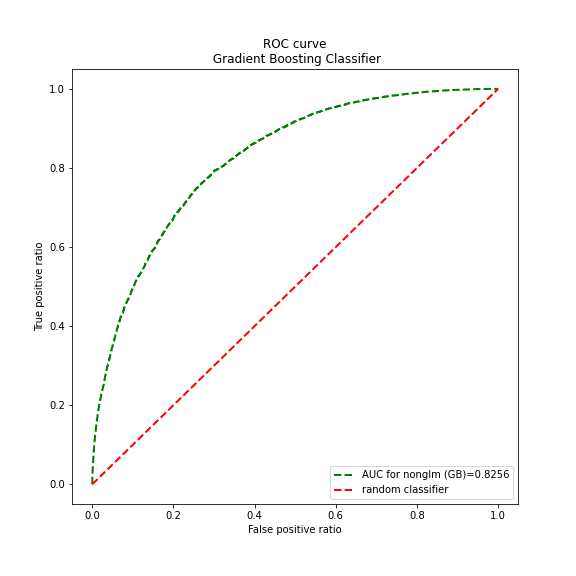 ROC curve
Gradient Boosting Classifier
True positive ratio
1.0
0.8
0.6
0.4
0.2
0.0
0.0 0.2 0.4 0.6 0.8 1.0
False positive ratio
AUC for nonglm (GB)=0.8256
random classifier